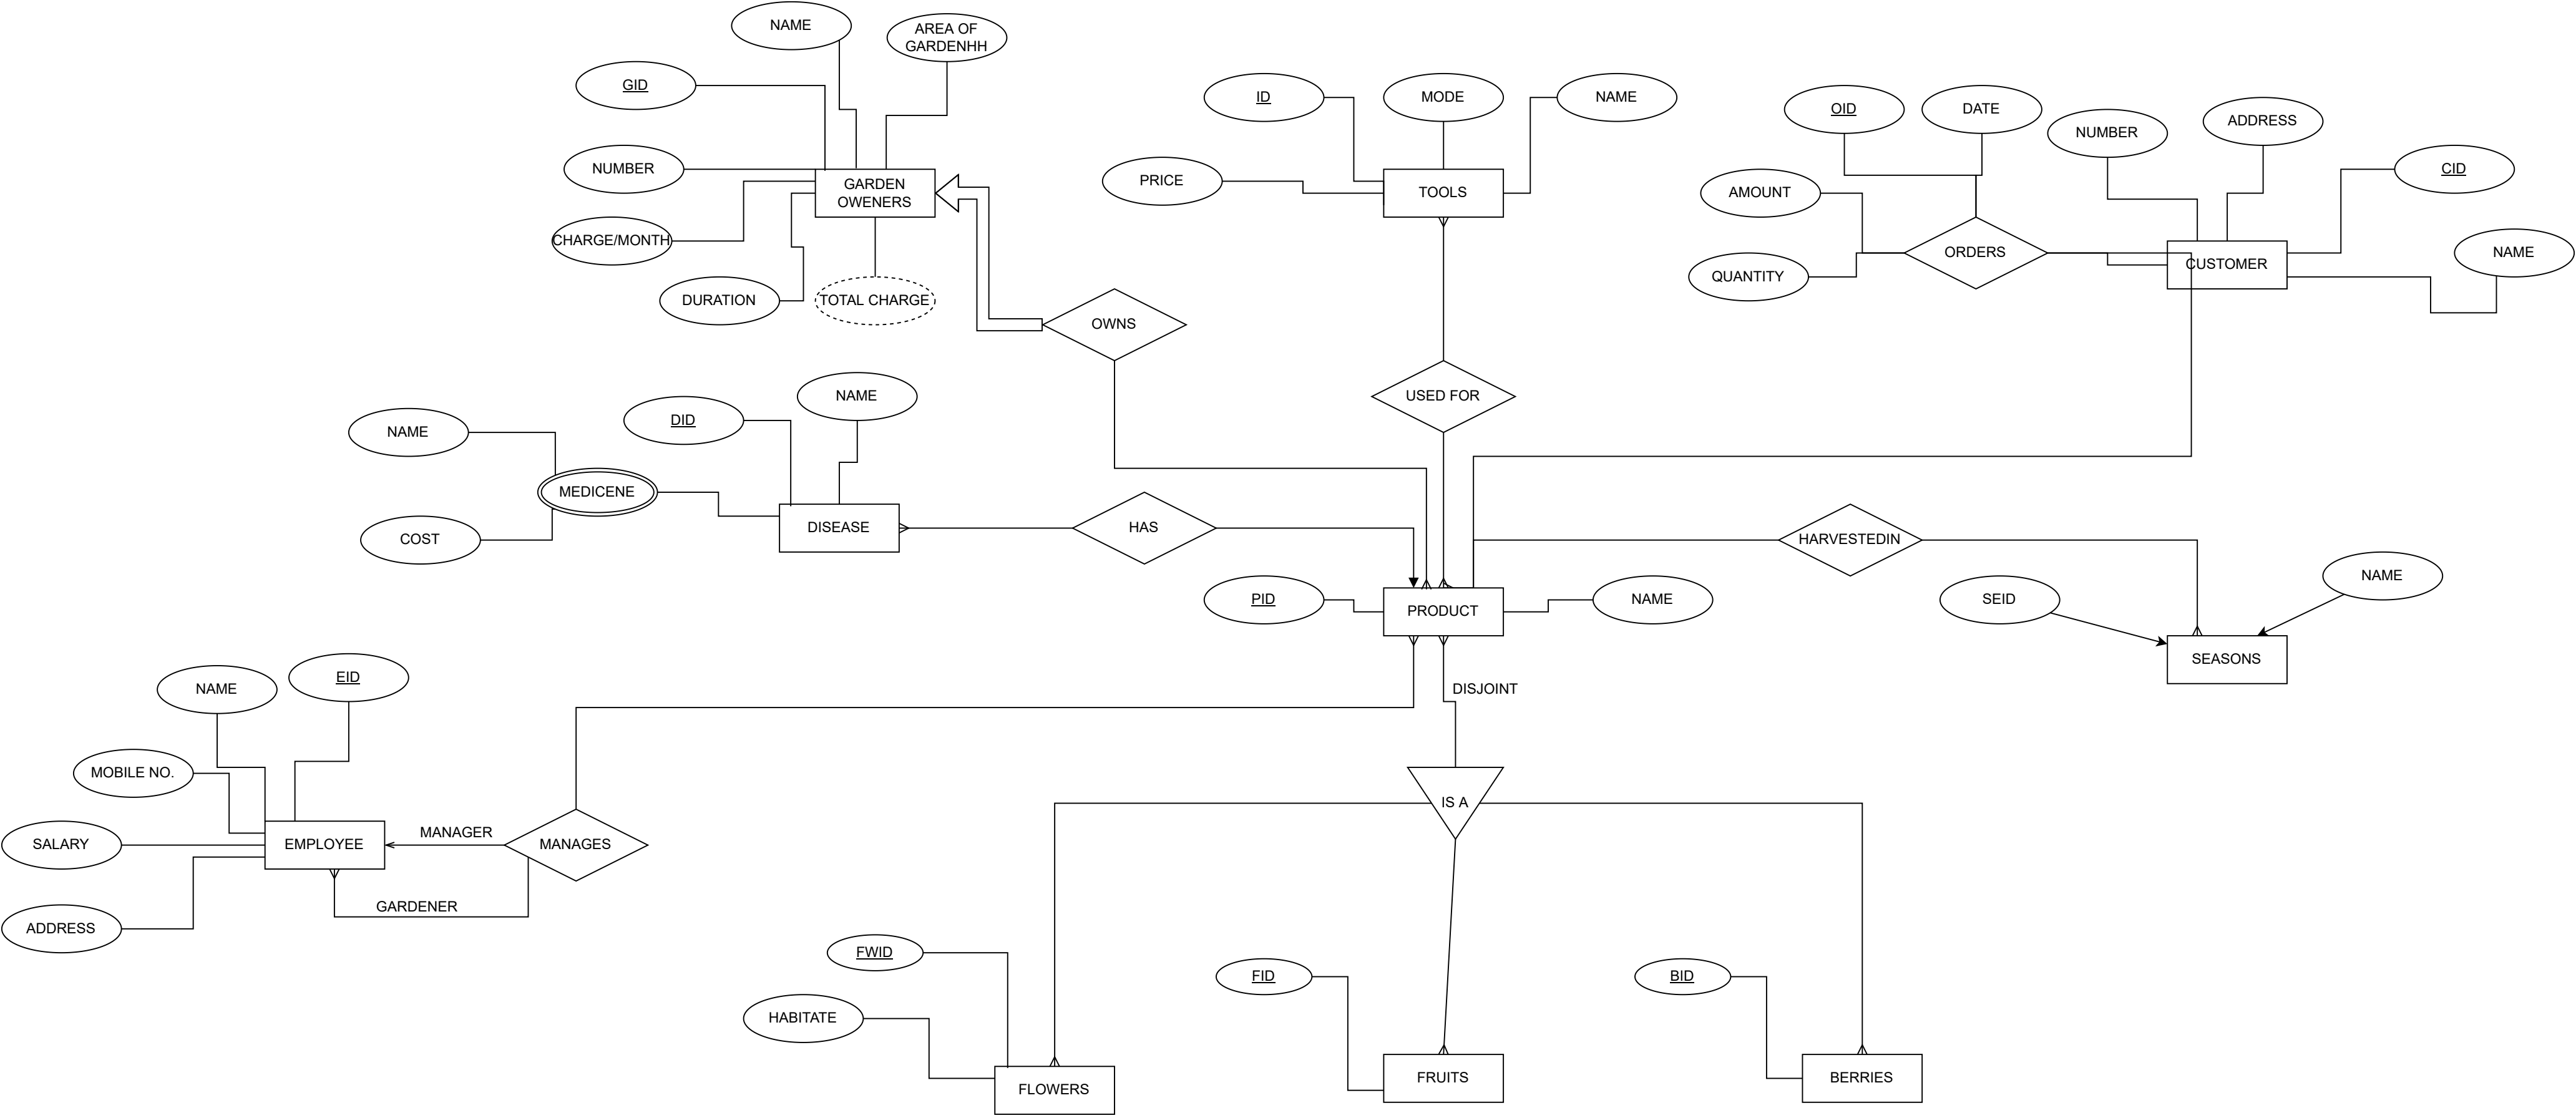 NAME
AREA OF
GARDENHH
GID
ID
MODE
NAME
OID
DATE
NUMBER
ADDRESS
CID
NUMBER
PRICE
GARDEN
OWENERS
TOOLS
AMOUNT
CHARGE/MONTH
ORDERS
CUSTOMER
NAME
QUANTITY
DURATION
TOTAL CHARGE
OWNS
NAME
DID
NAME
USED FOR
MEDICENE
DISEASE
HAS
COST
HARVESTEDIN
PID
PRODUCT
NAME
SEID
NAME
SEASONS
NAME
EID
DISJOINT
MOBILE NO.
IS A
SALARY
EMPLOYEE
MANAGER
MANAGES
GARDENER
ADDRESS
FWID
FID
BID
HABITATE
FLOWERS
FRUITS
BERRIES